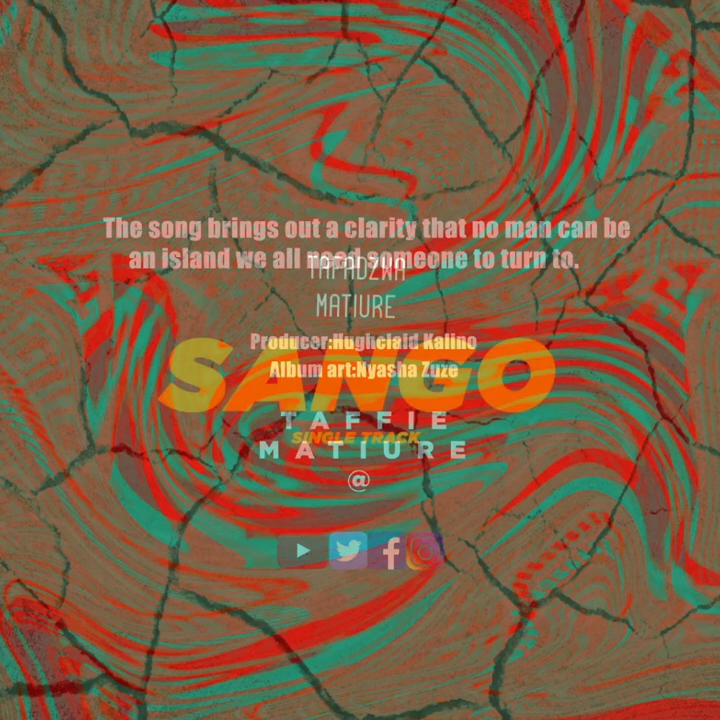 The song brings out a clarity that no man can be
an island we all need someone to turn to.
TAPADZWA
MATIURE
Producer:Hughclaid Kalino
Album art:Nyasha Zuze
SANGO
TAFFIE
SINGLE TRACK
MATIURE
@